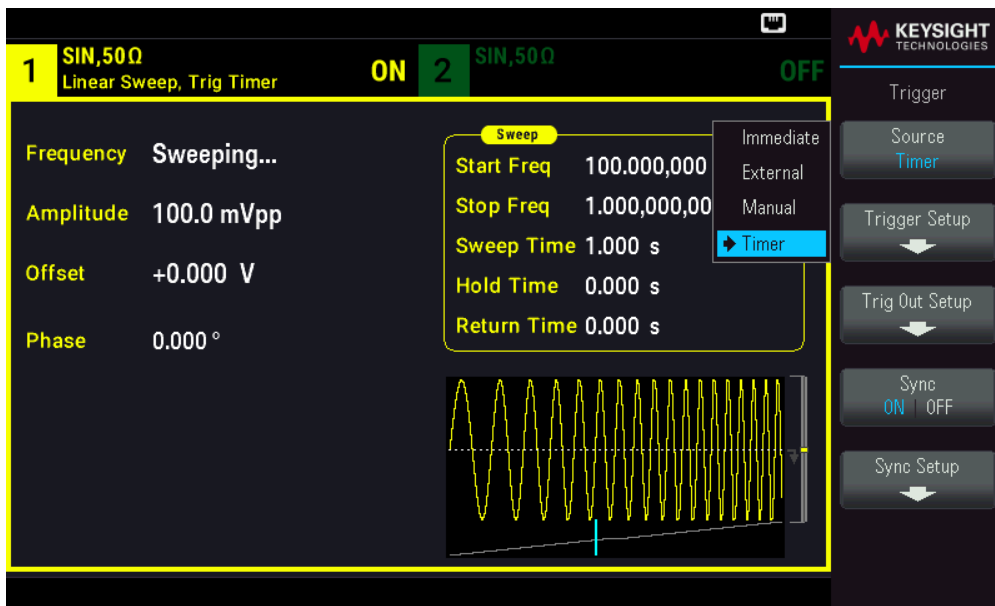 KEYSIGHT
TECHNOLOGIES
1
SIN,50Ω
Linear Sweep, Trig Timer
ON
2
SIN,50Ω
OFF
Trigger
Frequency Sweeping...
Amplitude 100.0 mVpp
Offset +0.000 V
Phase 0.000 °
Sweep
Start Freq 100.000,000
Stop Freq 1.000,000,00
Sweep Time 1.000 s
Hold Time 0.000 s
Return Time 0.000 s
Immediate
External
Manual
Timer
Source
Timer
Trigger Setup
Trig Out Setup
Sync
ON | OFF
Sync Setup